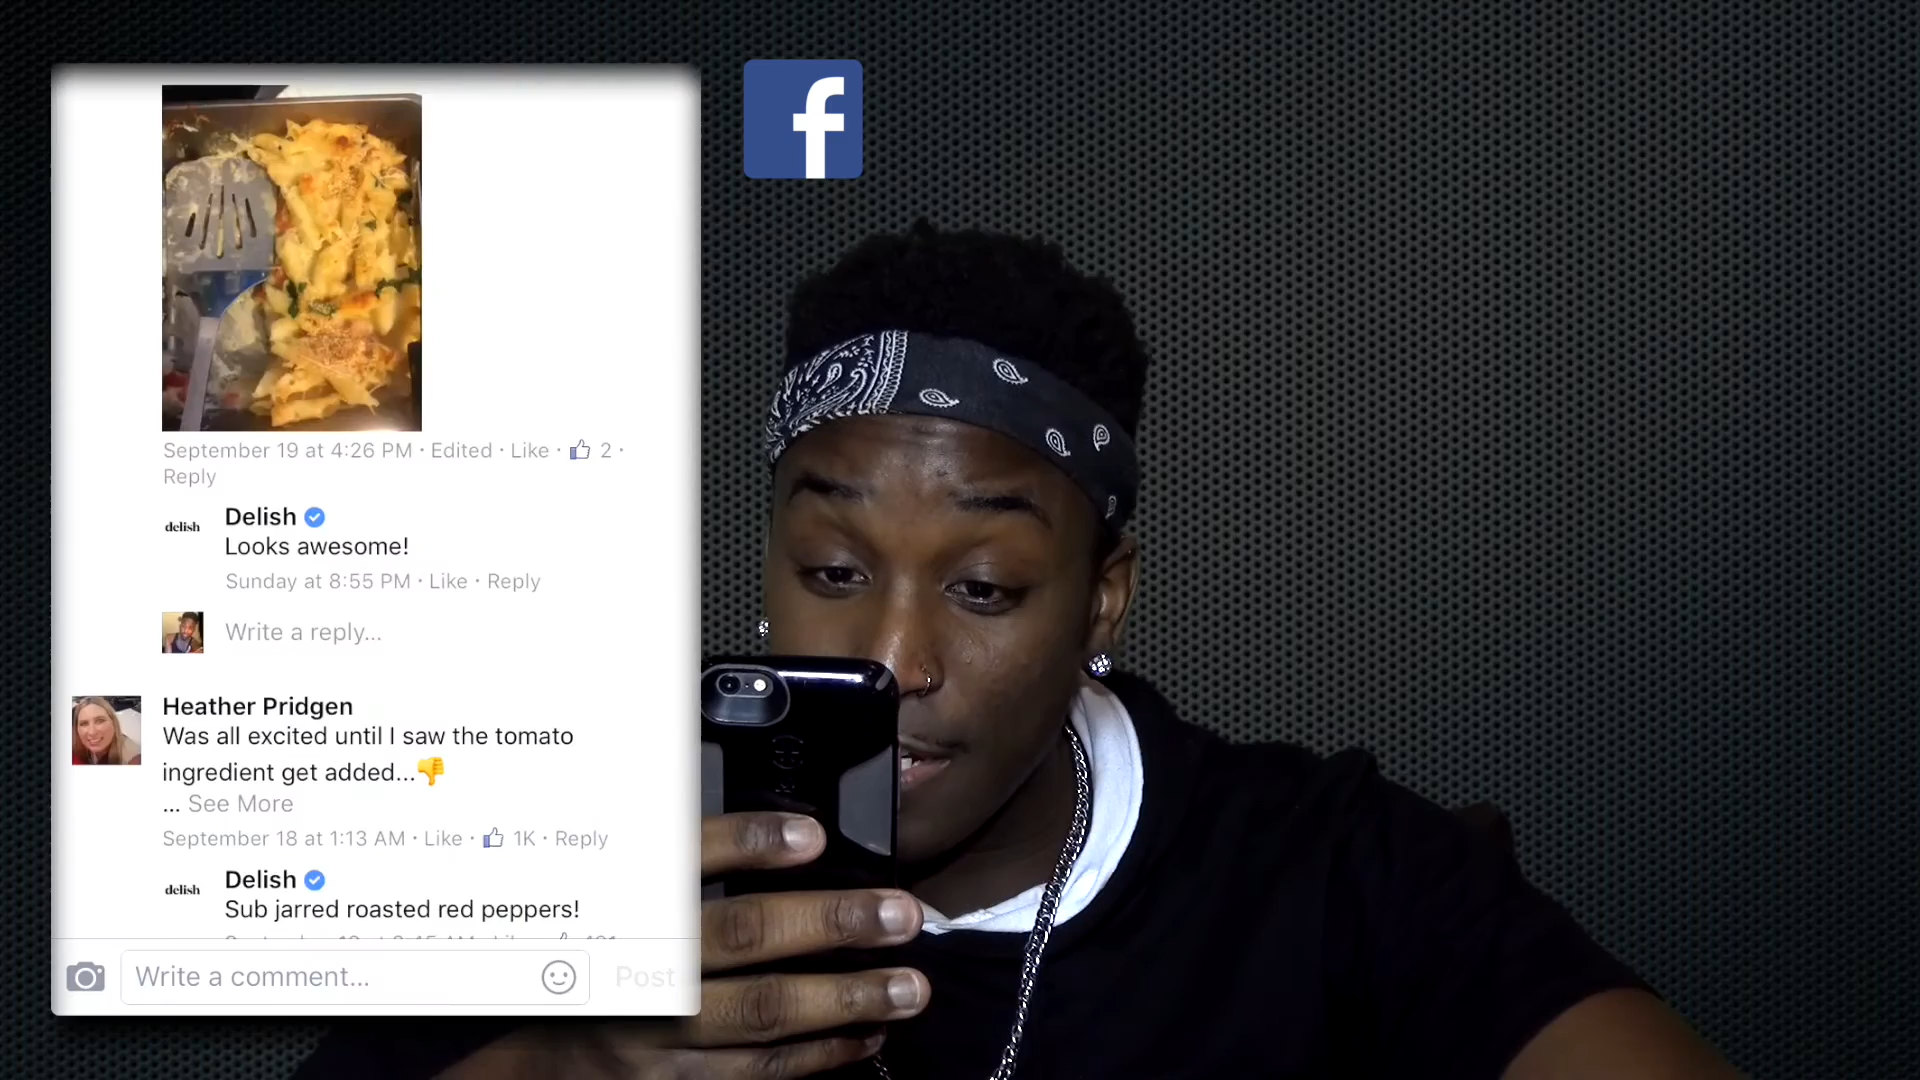 f
September 19 at 4:26 PM · Edited · Like · 2 ·
Reply
delish
Delish
Looks awesome!
Sunday at 8:55 PM · Like · Reply
Write a reply...
Heather Pridgen
Was all excited until I saw the tomato
ingredient get added...👎
... See More
September 18 at 1:13 AM · Like · 1K · Reply
delish
Delish
Sub jarred roasted red peppers!
Write a comment...
Post